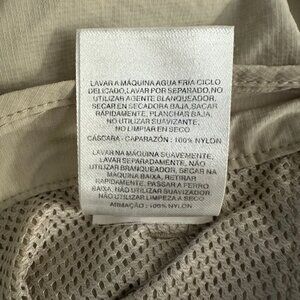 LAVAR A MÁQUINA AGUA FRÍA CICLO
DELICADO,LAVAR POR SEPARADO,NO
UTILIZAR AGENTE BLANQUEADOR,
SECAR EN SECADORA BAJA, SACAR
RÁPIDAMENTE, PLANCHAS BAJA,
NO UTILIZAR SUAVIZANTE,
NO LIMPIAR EN SECO
CÁSCARA - CAPARAZÓN : 100% NYLON
LAVAR NA MÁQUINA SUAVEMENTE,
LAVAR SEPARADAMENTE, NÃO
UTILIZAR BRANQUEADOR, SECAR NA
MÁQUINA BAIXA, RETIRAR
RAPIDAMENTE, PASSAR A FERRO
BAIXA, NÃO UTILIZAR SUAVIZADOR
NÃO UTILIZAR LIMPEZA EN SECO
ARMAÇÃO : 100% NYLON